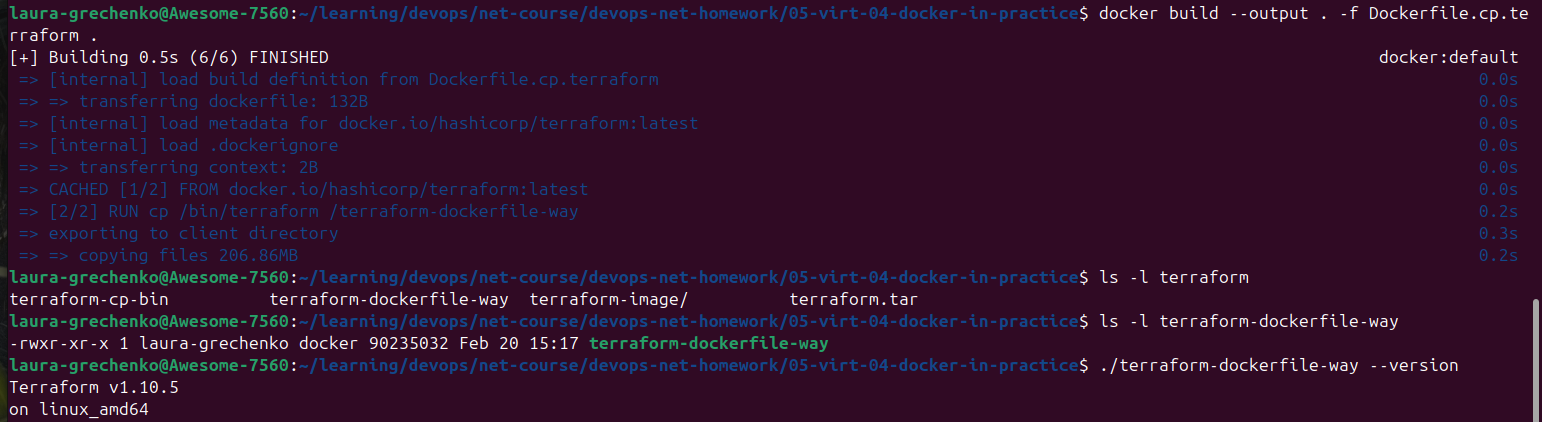 laura-grechenko@Awesome-7560:~/learning/devops/net-course/devops-net-homework/05-virt-04-docker-in-practice$ docker build --output . -f Dockerfile.cp.te
rraform .
[+] Building 0.5s (6/6) FINISHED docker:default
=> [internal] load build definition from Dockerfile.cp.terraform 0.0s
=> => transferring dockerfile: 132B 0.0s
=> [internal] load metadata for docker.io/hashicorp/terraform:latest 0.0s
=> [internal] load .dockerignore 0.0s
=> => transferring context: 2B 0.0s
=> CACHED [1/2] FROM docker.io/hashicorp/terraform:latest 0.0s
=> [2/2] RUN cp /bin/terraform /terraform-dockerfile-way 0.2s
=> exporting to client directory 0.3s
=> => copying files 206.86MB 0.2s
laura-grechenko@Awesome-7560:~/learning/devops/net-course/devops-net-homework/05-virt-04-docker-in-practice$ ls -l terraform
terraform-cp-bin terraform-dockerfile-way terraform-image/ terraform.tar
laura-grechenko@Awesome-7560:~/learning/devops/net-course/devops-net-homework/05-virt-04-docker-in-practice$ ls -l terraform-dockerfile-way
-rwxr-xr-x 1 laura-grechenko docker 90235032 Feb 20 15:17 terraform-dockerfile-way
laura-grechenko@Awesome-7560:~/learning/devops/net-course/devops-net-homework/05-virt-04-docker-in-practice$ ./terraform-dockerfile-way --version
Terraform v1.10.5
on linux_amd64